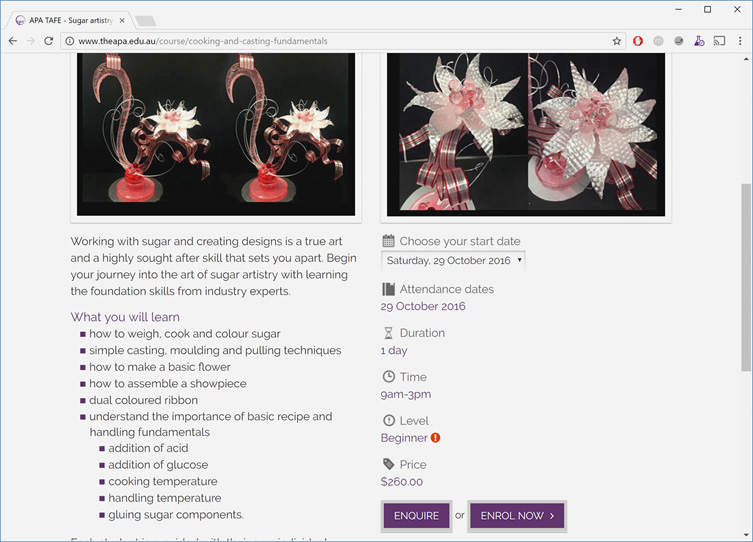 APA TAFE - Sugar artistry
www.theapa.edu.au/course/cooking-and-casting-fundamentals
Working with sugar and creating designs is a true art
and a highly sought after skill that sets you apart. Begin
your journey into the art of sugar artistry with learning
the foundation skills from industry experts.
What you will learn
how to weigh, cook and colour sugar
simple casting, moulding and pulling techniques
how to make a basic flower
how to assemble a showpiece
dual coloured ribbon
understand the importance of basic recipe and
handling fundamentals
addition of acid
addition of glucose
cooking temperature
handling temperature
gluing sugar components.
Choose your start date
Saturday, 29 October 2016
Attendance dates
29 October 2016
Duration
1 day
Time
9am-3pm
Level
Beginner
Price
$260.00
ENQUIRE or ENROL NOW